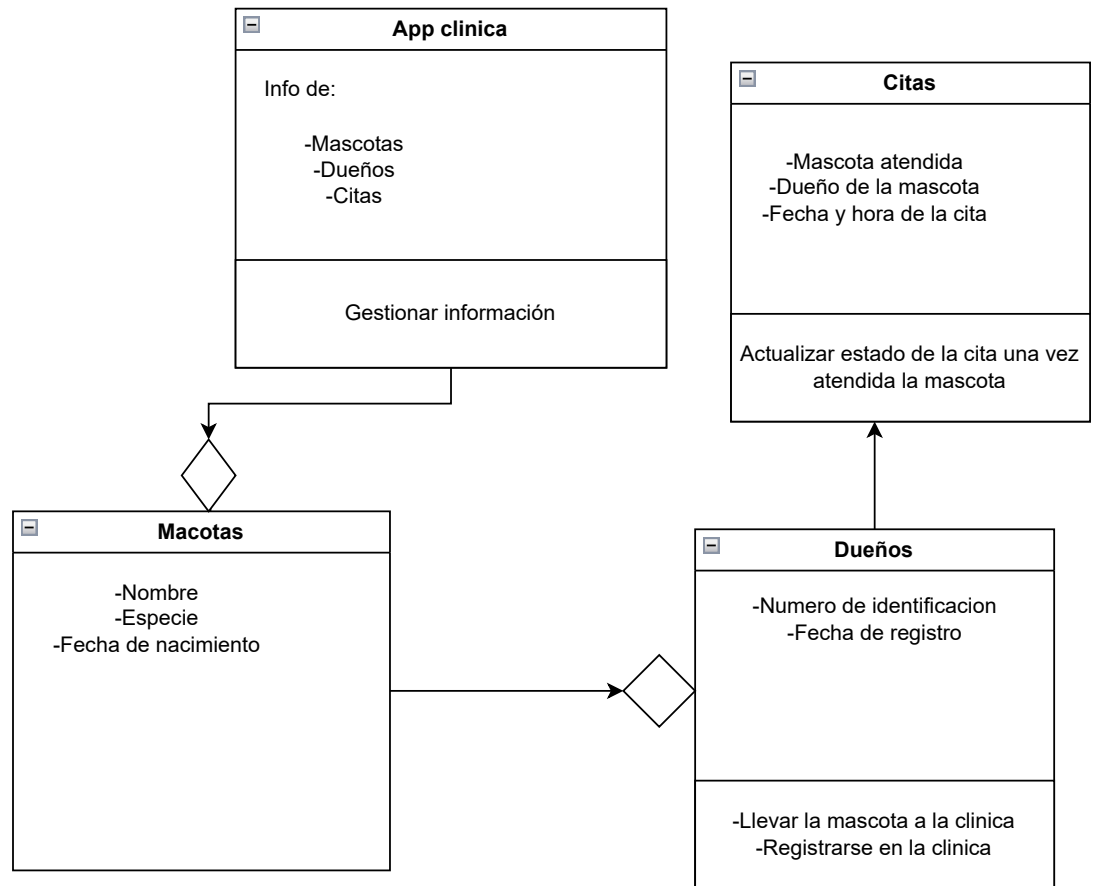 App clinica
Info de:
-Mascotas
-Dueños
-Citas
Gestionar información
Citas
-Mascota atendida
-Dueño de la mascota
-Fecha y hora de la cita
Actualizar estado de la cita una vez
atendida la mascota
Macotas
-Nombre
-Especie
-Fecha de nacimiento
Dueños
-Numero de identificacion
-Fecha de registro
-Llevar la mascota a la clinica
-Registrarse en la clinica